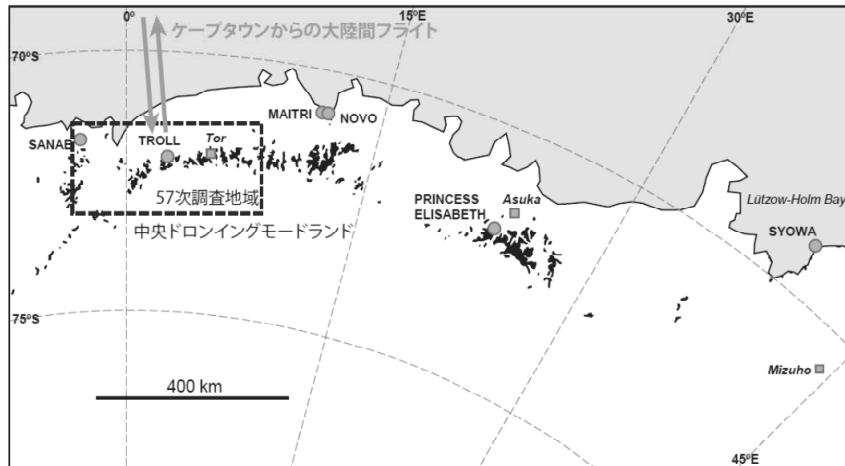 0°
15°E
30°E
ケープタウンからの大陸間フライト
70°S
MAITRI
NOVO
SANAE
TROLL
Tor
57次調査地域
中央ドロンイングモードランド
PRINCESS
ELISABETH
Asuka
Lützow-Holm Bay
SYOWA
75°S
400 km
Mizuho
45°E